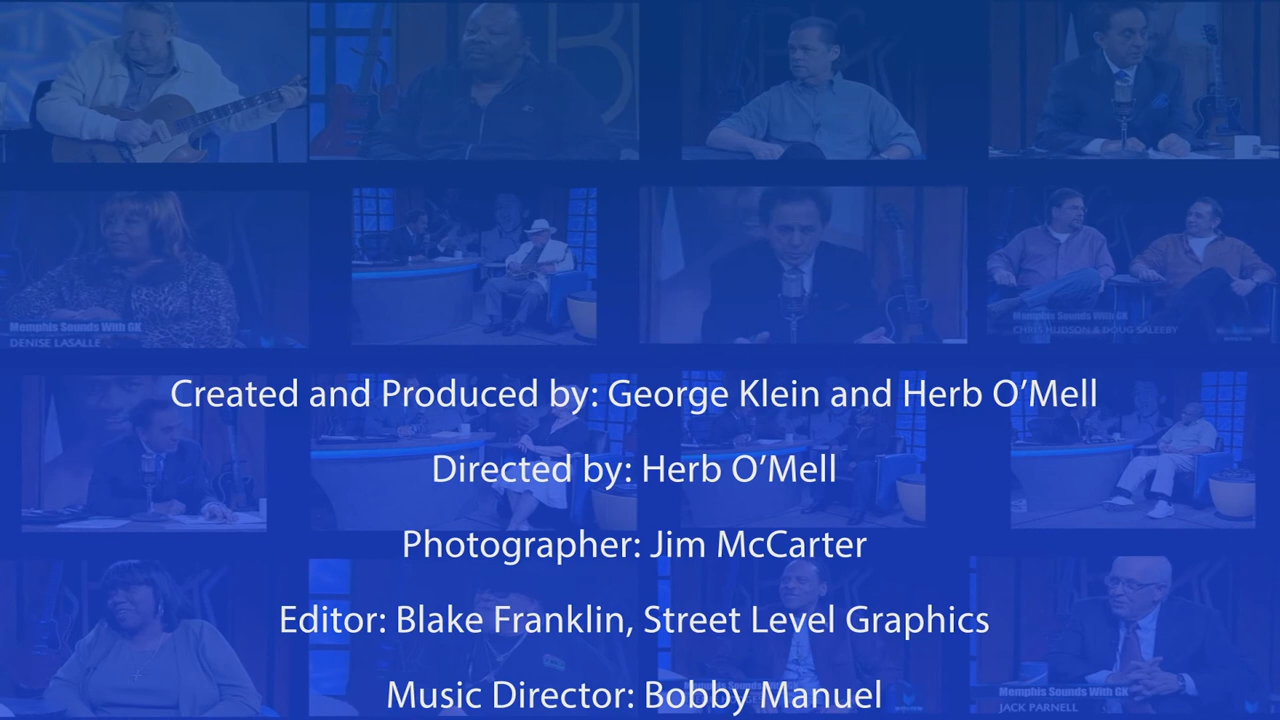 Memphis Sounds With GK
DENISE LASALLE
Memphis Sounds With GK
CHRIS HUDSON & DOUG SALEEBY
Created and Produced by: George Klein and Herb O’Mell
Directed by: Herb O’Mell
Photographer: Jim McCarter
Editor: Blake Franklin, Street Level Graphics
Music Director: Bobby Manuel
Memphis Sounds With GK
JACK PARNELL